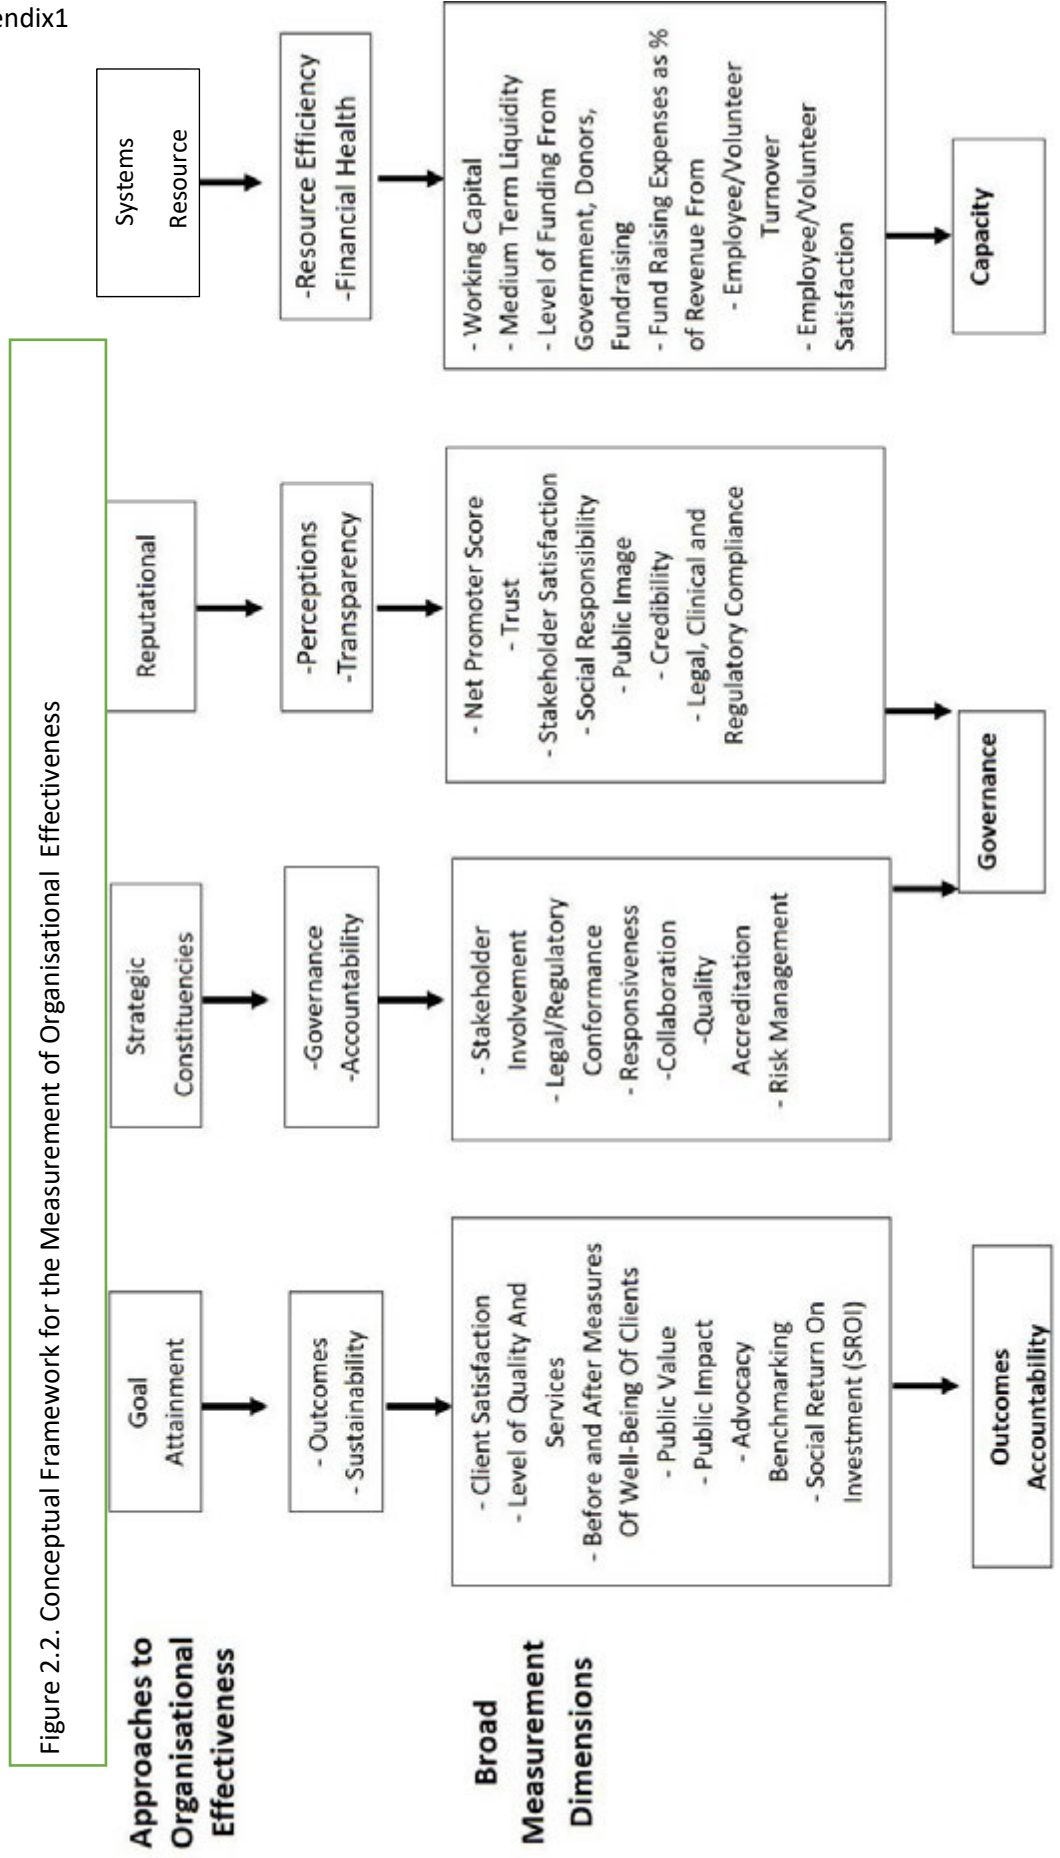 endix1
Figure 2.2. Conceptual Framework for the Measurement of Organisational Effectiveness
Approaches to
Organisational
Effectiveness
Goal
Attainment
Strategic
Constituencies
Reputational
Systems
Resource
- Outcomes
- Sustainability
-Governance
-Accountability
-Perceptions
-Transparency
-Resource Efficiency
-Financial Health
Broad
Measurement
Dimensions
- Client Satisfaction
- Level of Quality And
Services
- Before and After Measures
Of Well-Being Of Clients
- Public Value
- Public Impact
- Advocacy
Benchmarking
- Social Return On
Investment (SROI)
- Stakeholder
Involvement
- Legal/Regulatory
Conformance
- Responsiveness
-Collaboration
-Quality
Accreditation
- Risk Management
- Net Promoter Score
- Trust
- Stakeholder Satisfaction
- Social Responsibility
- Public Image
- Credibility
- Legal, Clinical and
Regulatory Compliance
- Working Capital
- Medium Term Liquidity
- Level of Funding From
Government, Donors,
Fundraising
- Fund Raising Expenses as %
of Revenue From
- Employee/Volunteer
Turnover
- Employee/Volunteer
Satisfaction
Outcomes
Accountability
Governance
Capacity